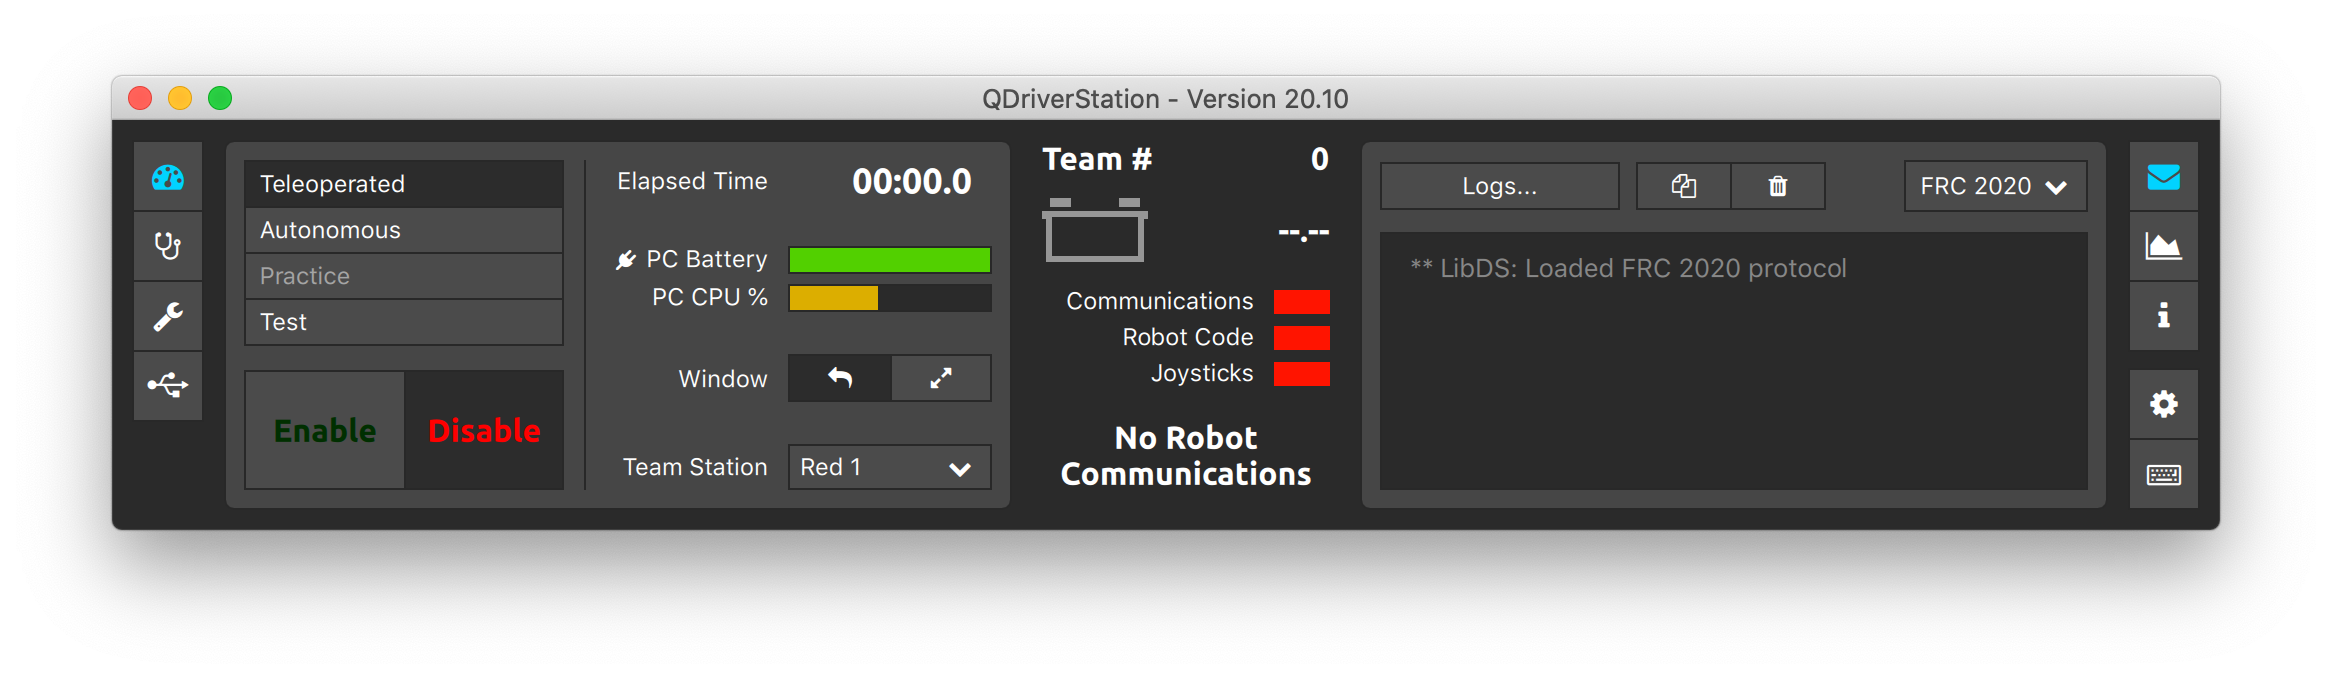 QDriverStation - Version 20.10
Teleoperated
Autonomous
Practice
Test
Enable
Disable
Elapsed Time
00:00.0
PC Battery
PC CPU %
Window
Team Station
Red 1
Team #
0
--.--
Communications
Robot Code
Joysticks
No Robot
Communications
Logs...
FRC 2020
** LibDS: Loaded FRC 2020 protocol